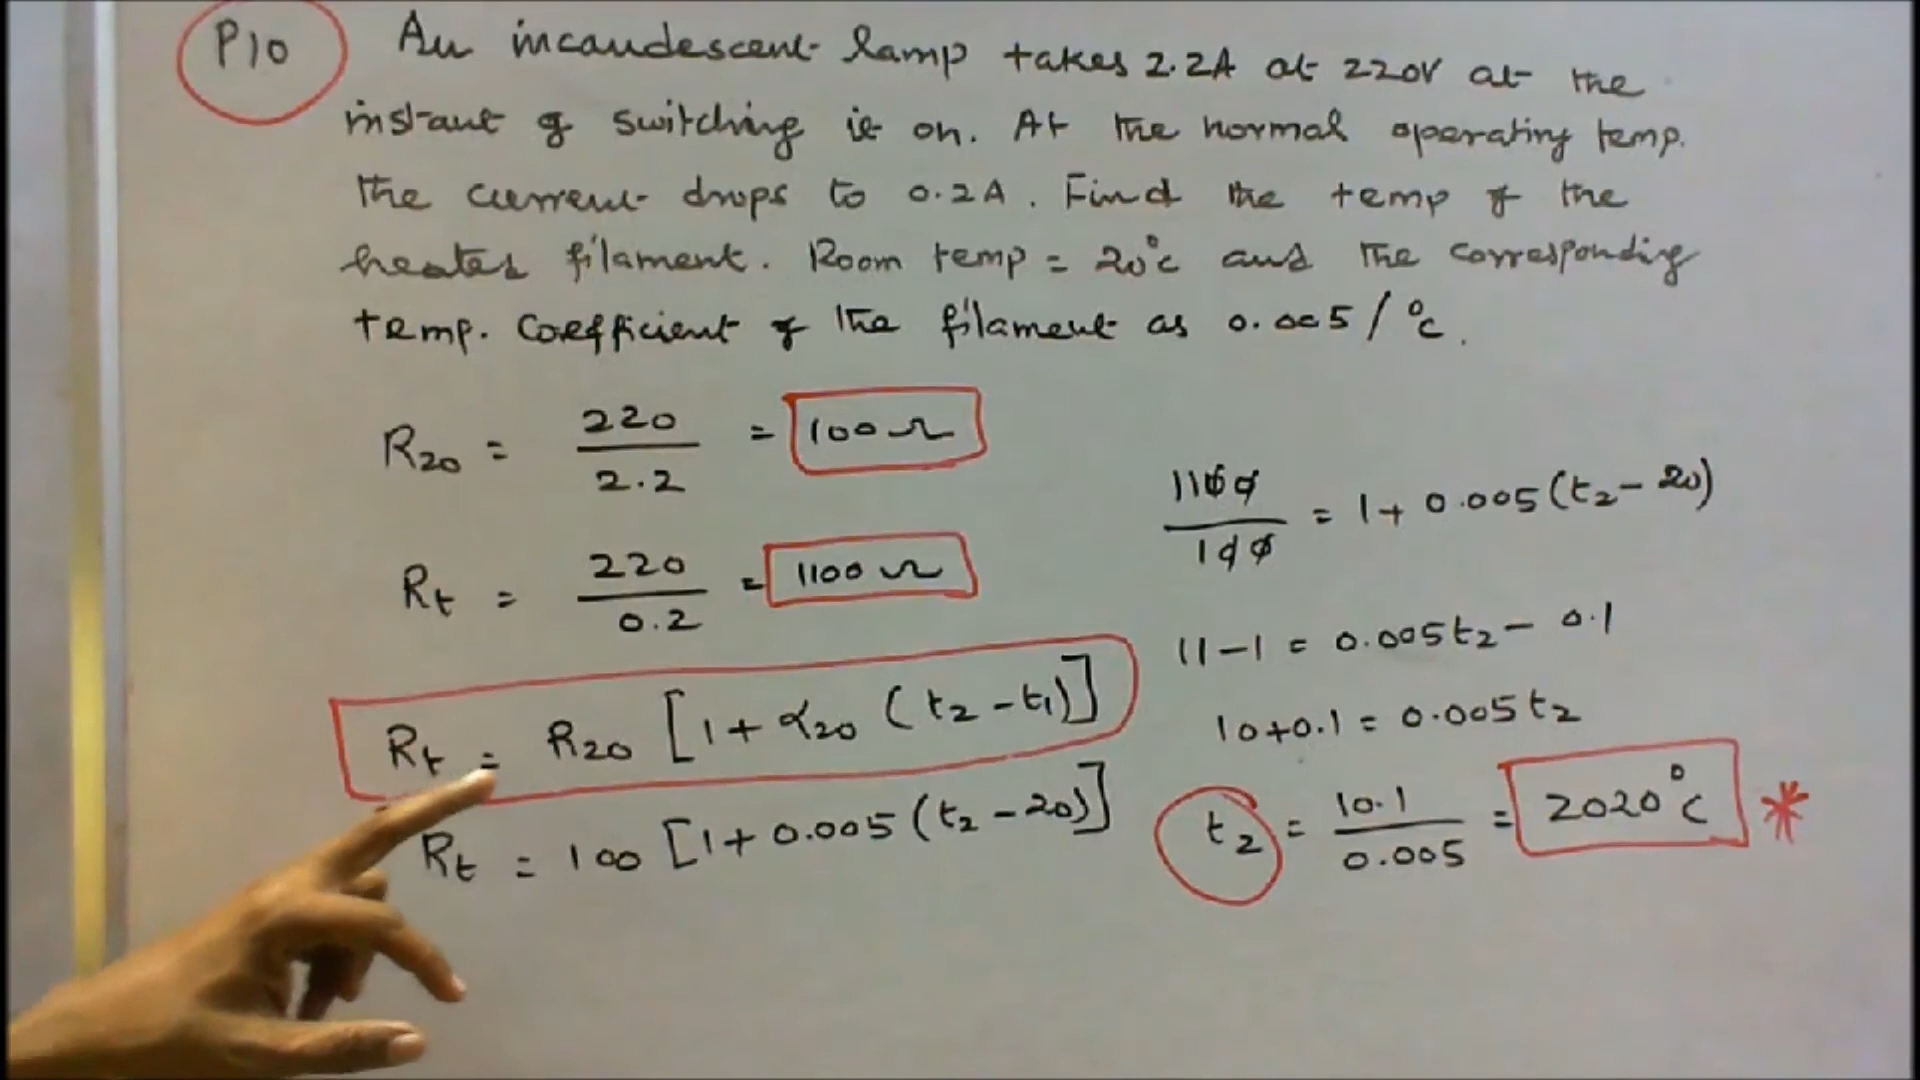 P10
An incandescent lamp takes 2.2A at 220V at the
instant of switching it on. At the normal operating temp.
the current drops to 0.2A. Find the temp of the
heated filament. Room temp = 20°c and the corresponding
temp. coefficient of the filament as 0.005/°c.
R20 = 220/2.2 = 100Ω
Rt = 220/0.2 = 1100Ω
Rt = R20 [1+α20 (t2-t1)]
Rt = 100 [1+0.005 (t2-20)]
1100/100 = 1+ 0.005(t2-20)
11-1 = 0.005t2- 0.1
10+0.1 = 0.005t2
t2 = 10.1/0.005 = 2020°c *